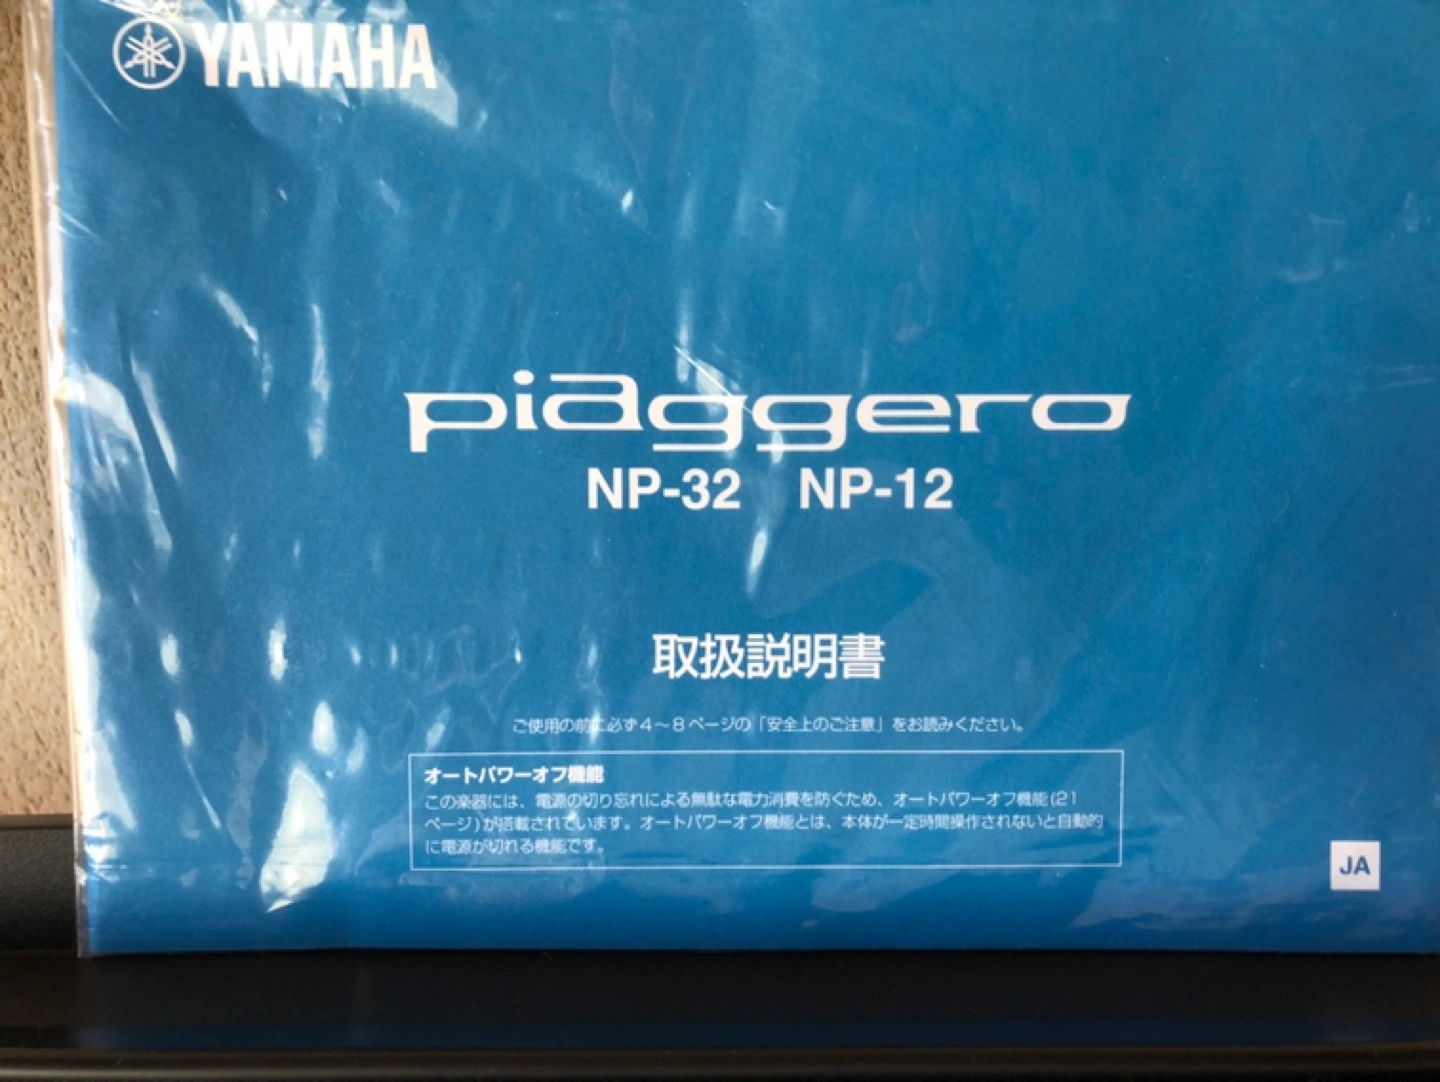 YAMAHA
piaggero
NP-32 NP-12
取扱説明書
ご使用の前に必ず4～8ページの「安全上のご注意」をお読みください。
オートパワーオフ機能
この楽器には、電源の切り忘れによる無駄な電力消費を防ぐため、オートパワーオフ機能(21
ページ)が搭載されています。オートパワーオフ機能とは、本体が一定時間操作されないと自動的
に電源が切れる機能です。
JA